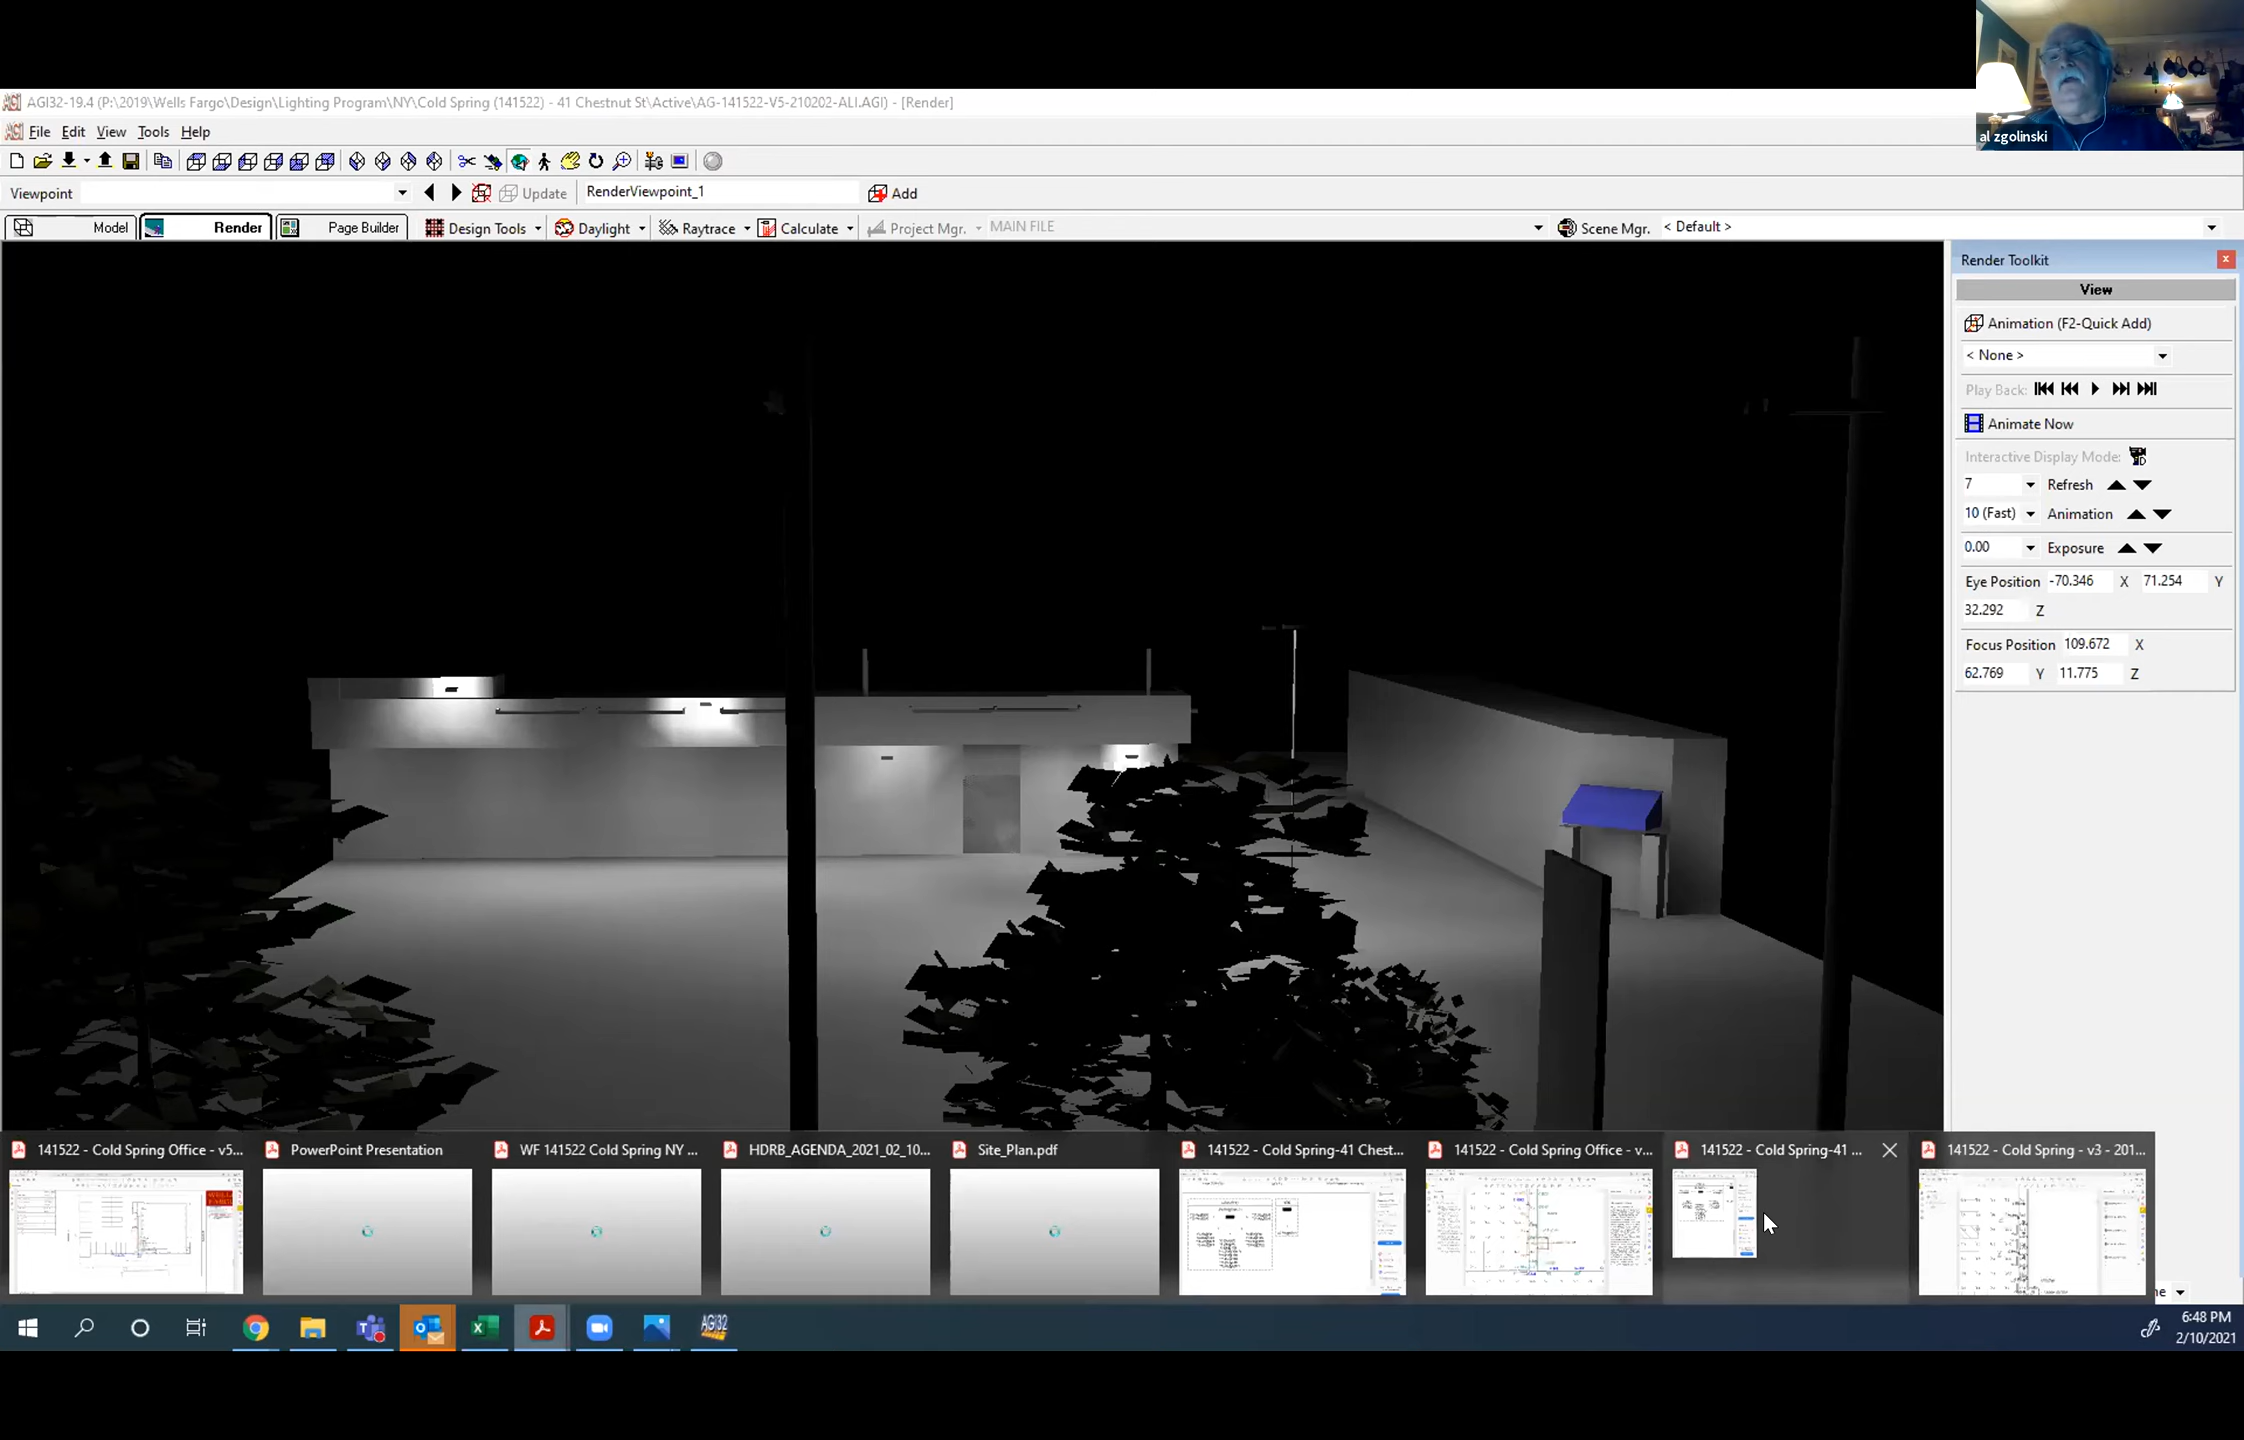 AGI32-19.4 (P:\2019\Wells Fargo\Design\Lighting Program\NY\Cold Spring (141522) - 41 Chestnut St\Active\AG-141522-V5-210202-ALI.AGI) - [Render]
al zgolinski
File Edit View Tools Help
Viewpoint Update RenderViewpoint_1 Add
Model Render Page Builder Design Tools Daylight Raytrace Calculate Project Mgr. MAIN FILE Scene Mgr. < Default >
Render Toolkit x
View
Animation (F2-Quick Add)
< None >
Play Back:
Animate Now
Interactive Display Mode:
7 Refresh
10 (Fast) Animation
0.00 Exposure
Eye Position -70.346 X 71.254 Y
32.292 Z
Focus Position 109.672 X
62.769 Y 11.775 Z
141522 - Cold Spring Office - v5... PowerPoint Presentation WF 141522 Cold Spring NY ... HDRB_AGENDA_2021_02_10... Site_Plan.pdf 141522 - Cold Spring-41 Chest... 141522 - Cold Spring Office - v... 141522 - Cold Spring-41 ... 141522 - Cold Spring - v3 - 201...
AGI32
6:48 PM
2/10/2021